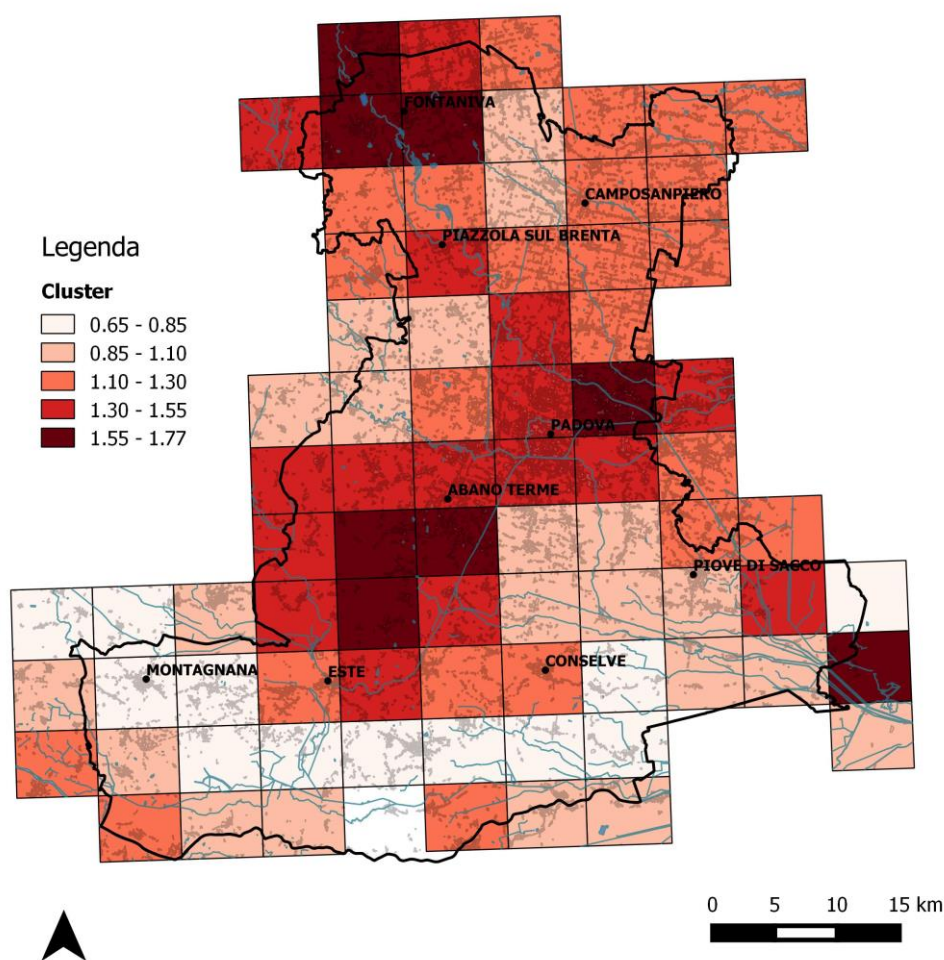 FONTANIVA
CAMPOSANPIERO
PIAZZOLA SUL BRENTA
Legenda
Cluster
0.65 - 0.85
0.85 - 1.10
1.10 - 1.30
1.30 - 1.55
1.55 - 1.77
PADOVA
ABANO TERME
PIOVE DI SACCO
MONTAGNANA
ESTE
CONSELVE
0 5 10 15 km